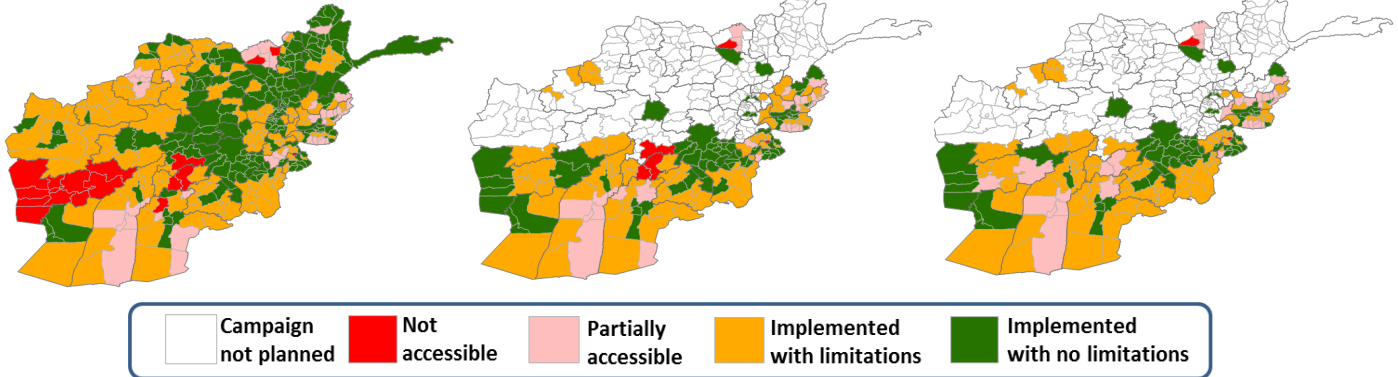 Campaign
not planned
Not
accessible
Partially
accessible
Implemented
with limitations
Implemented
with no limitations